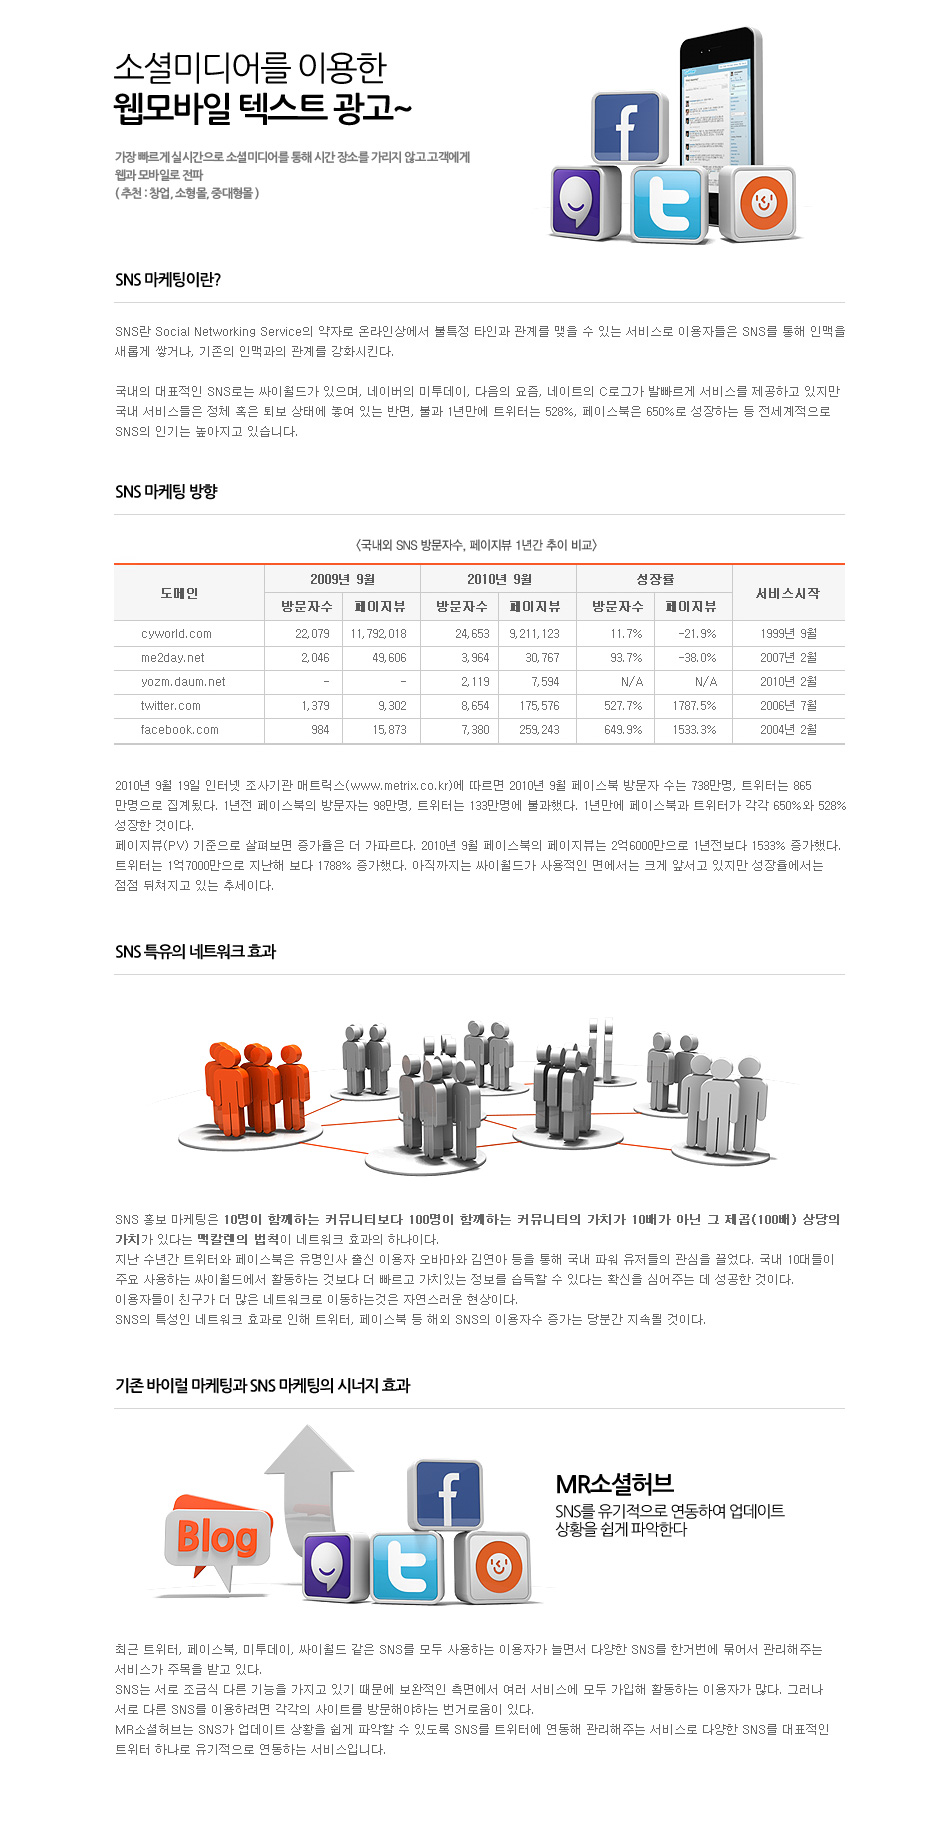 소셜미디어를 이용한
웹모바일 텍스트 광고~
가장 빠르게 실시간으로 소셜미디어를 통해 시간 장소를 가리지 않고 고객에게
웹과 모바일로 전파
( 추천 : 창업, 소형몰, 중대형몰 )
SNS 마케팅이란?
SNS란 Social Networking Service의 약자로 온라인상에서 불특정 타인과 관계를 맺을 수 있는 서비스로 이용자들은 SNS를 통해 인맥을
새롭게 쌓거나, 기존의 인맥과의 관계를 강화시킨다.
국내의 대표적인 SNS로는 싸이월드가 있으며, 네이버의 미투데이, 다음의 요즘, 네이트의 C로그가 발빠르게 서비스를 제공하고 있지만
국내 서비스들은 정체 혹은 퇴보 상태에 놓여 있는 반면, 불과 1년만에 트위터는 528%, 페이스북은 650%로 성장하는 등 전세계적으로
SNS의 인기는 높아지고 있습니다.
SNS 마케팅 방향
<국내외 SNS 방문자수, 페이지뷰 1년간 추이 비교>
도메인 2009년 9월 2010년 9월 성장률 서비스시작
방문자수 페이지뷰 방문자수 페이지뷰 방문자수 페이지뷰
cyworld.com 22,079 11,792,018 24,653 9,211,123 11.7% -21.9% 1999년 9월
me2day.net 2,046 49,606 3,964 30,767 93.7% -38.0% 2007년 2월
yozm.daum.net - - 2,119 7,594 N/A N/A 2010년 2월
twitter.com 1,379 9,302 8,654 175,576 527.7% 1787.5% 2006년 7월
facebook.com 984 15,873 7,380 259,243 649.9% 1533.3% 2004년 2월
2010년 9월 19일 인터넷 조사기관 매트릭스(www.metrix.co.kr)에 따르면 2010년 9월 페이스북 방문자 수는 738만명, 트위터는 865
만명으로 집계됬다. 1년전 페이스북의 방문자는 98만명, 트위터는 133만명에 불과했다. 1년만에 페이스북과 트위터가 각각 650%와 528%
성장한 것이다.
페이지뷰(PV) 기준으로 살펴보면 증가율은 더 가파르다. 2010년 9월 페이스북의 페이지뷰는 2억6000만으로 1년전보다 1533% 증가했다.
트위터는 1억7000만으로 지난해 보다 1788% 증가했다. 아직까지는 싸이월드가 사용적인 면에서는 크게 앞서고 있지만 성장율에서는
점점 뒤쳐지고 있는 추세이다.
SNS 특유의 네트워크 효과
SNS 홍보 마케팅은 10명이 함께하는 커뮤니티보다 100명이 함께하는 커뮤니티의 가치가 10배가 아닌 그 제곱(100배) 상당의
가치가 있다는 맥칼렌의 법칙이 네트워크 효과의 하나이다.
지난 수년간 트위터와 페이스북은 유명인사 출신 이용자 오바마와 김연아 등을 통해 국내 파워 유저들의 관심을 끌었다. 국내 10대들이
주요 사용하는 싸이월드에서 활동하는 것보다 더 빠르고 가치있는 정보를 습득할 수 있다는 확신을 심어주는 데 성공한 것이다.
이용자들이 친구가 더 많은 네트워크로 이동하는것은 자연스러운 현상이다.
SNS의 특성인 네트워크 효과로 인해 트위터, 페이스북 등 해외 SNS의 이용자수 증가는 당분간 지속될 것이다.
기존 바이럴 마케팅과 SNS 마케팅의 시너지 효과
Blog
MR소셜허브
SNS를 유기적으로 연동하여 업데이트
상황을 쉽게 파악한다
최근 트위터, 페이스북, 미투데이, 싸이월드 같은 SNS를 모두 사용하는 이용자가 늘면서 다양한 SNS를 한거번에 묶어서 관리해주는
서비스가 주목을 받고 있다.
SNS는 서로 조금식 다른 기능을 가지고 있기 때문에 보완적인 측면에서 여러 서비스에 모두 가입해 활동하는 이용자가 많다. 그러나
서로 다른 SNS를 이용하려면 각각의 사이트를 방문해야하는 번거로움이 있다.
MR소셜허브는 SNS가 업데이트 상황을 쉽게 파악할 수 있도록 SNS를 트위터에 연동해 관리해주는 서비스로 다양한 SNS를 대표적인
트위터 하나로 유기적으로 연동하는 서비스입니다.